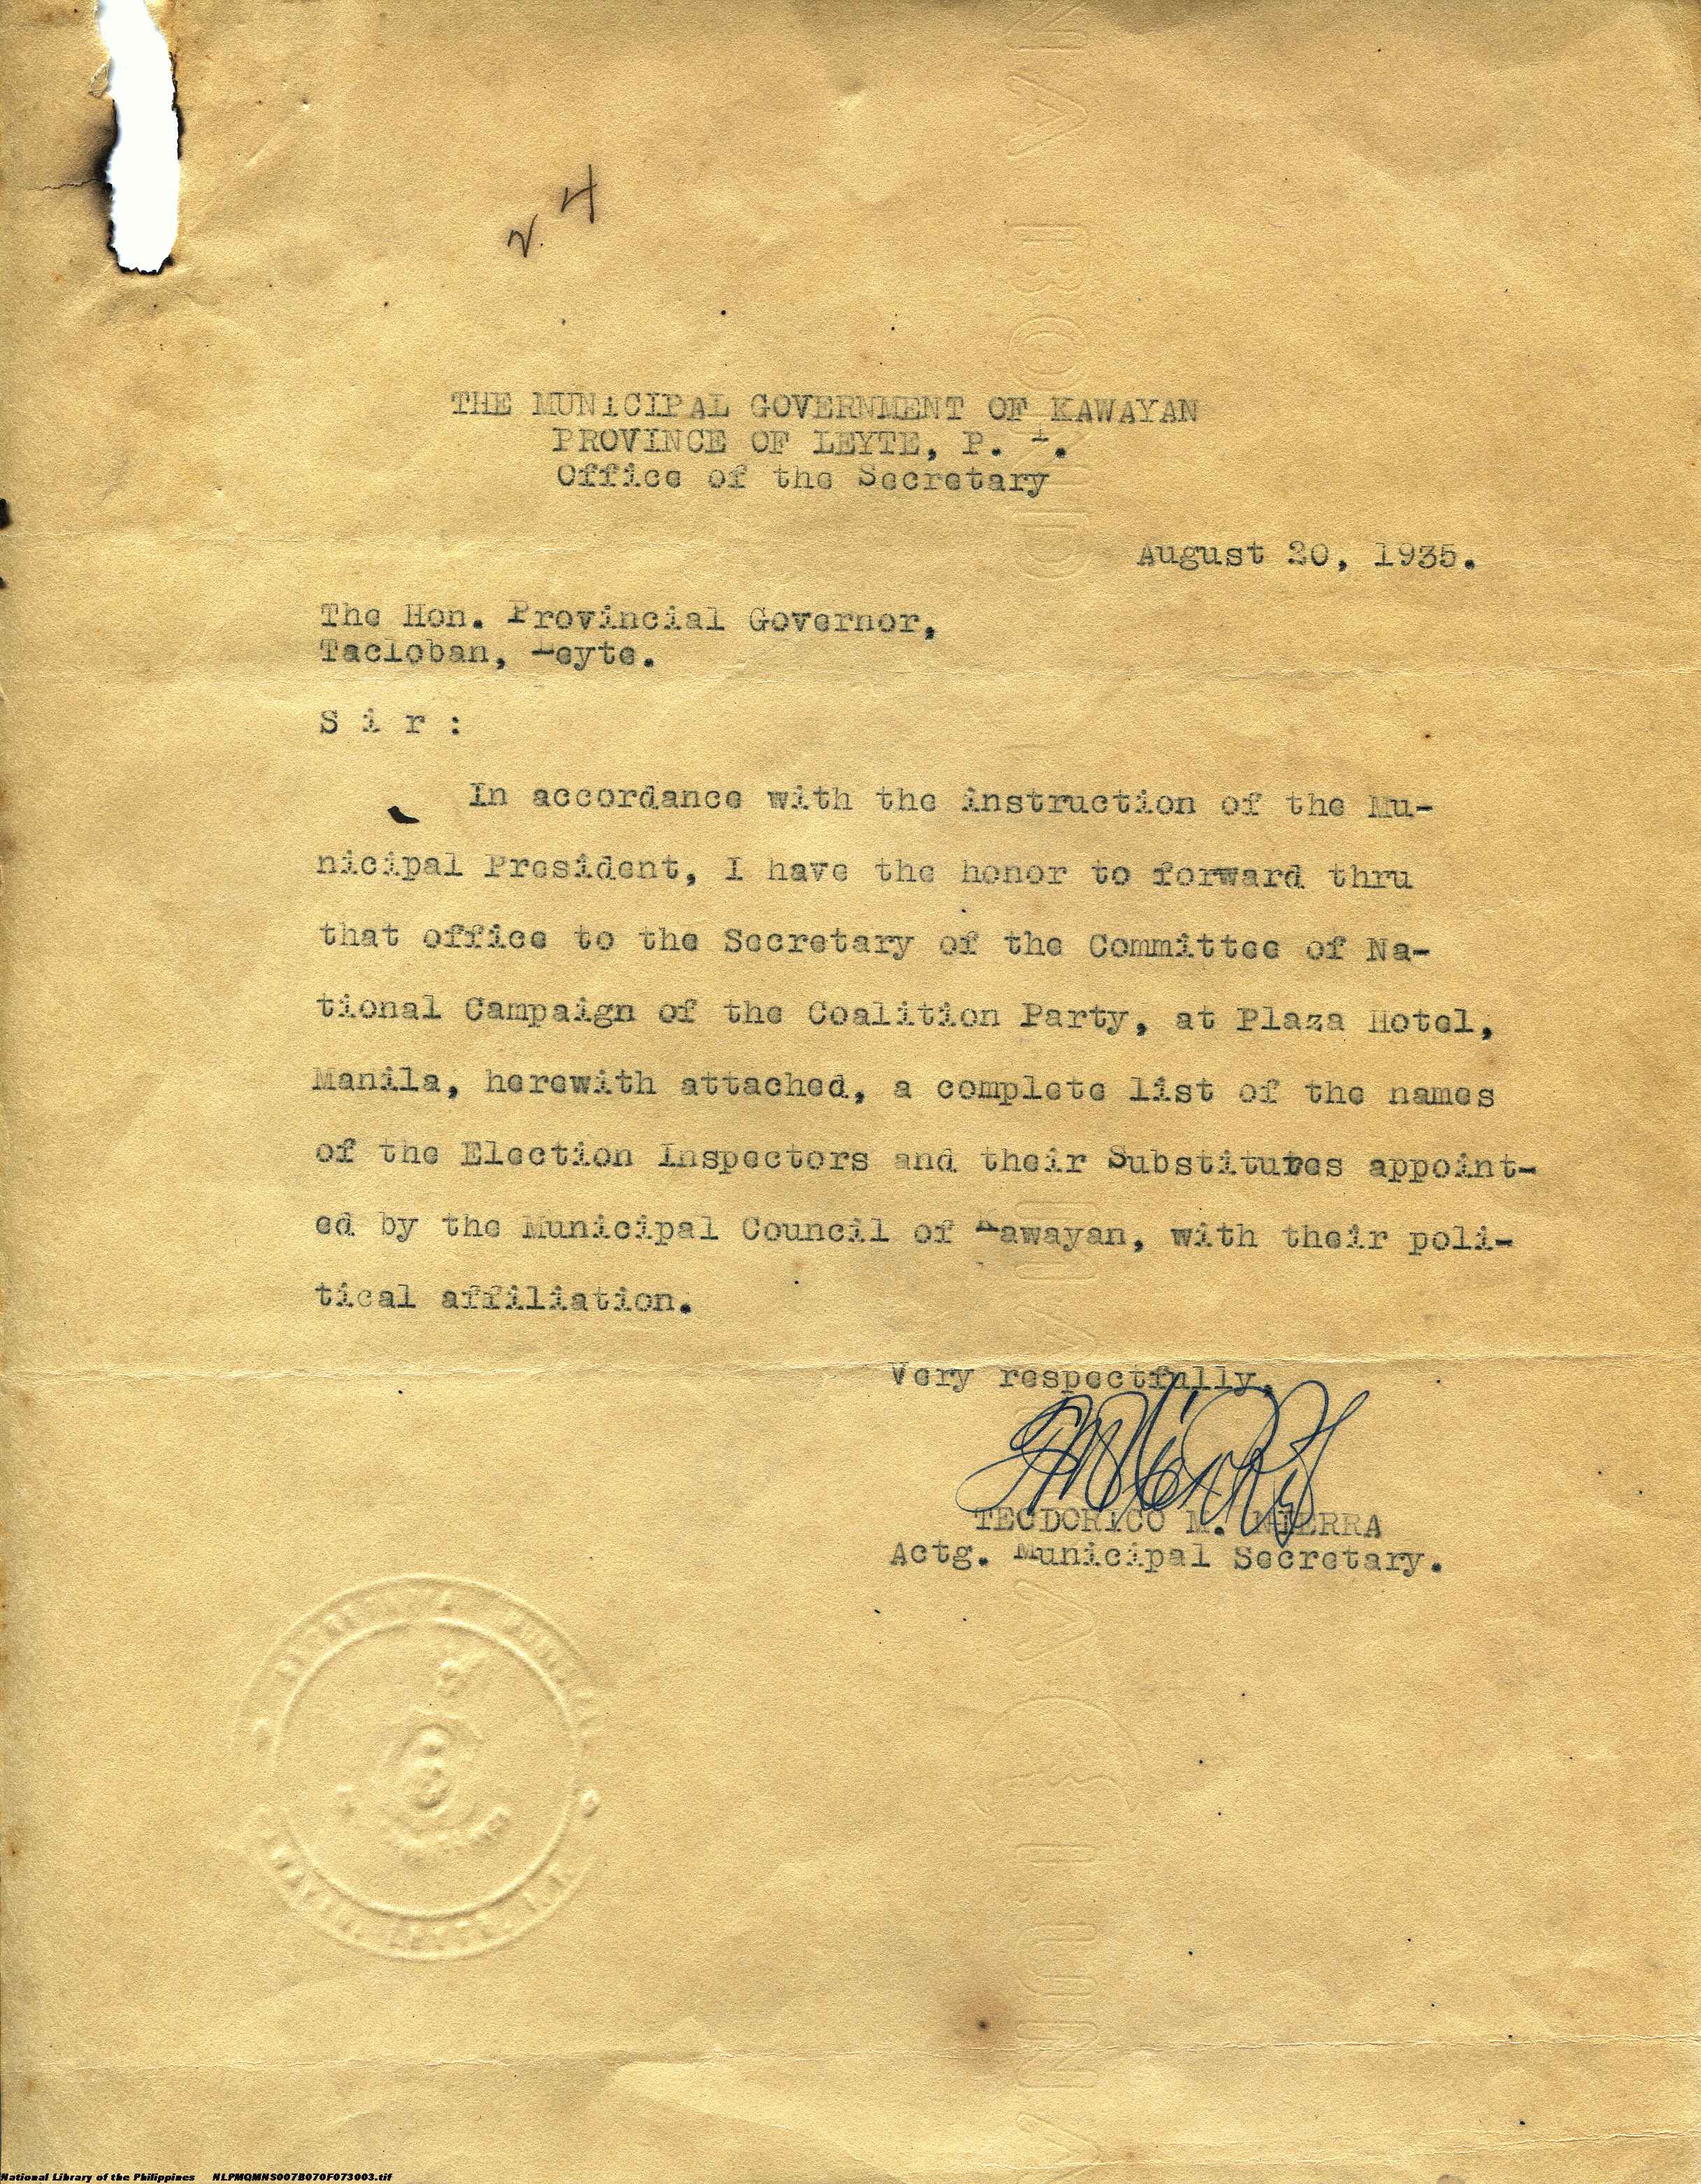 THE MUNICIPAL GOVERNMENT OF KAWAYAN
PROVINCE OF LEYTE, P. I.
Office of the Secretary
August 20, 1935.
The Hon. Provincial Governor,
Tacloban, Leyte.
S i r :
In accordance with the instruction of the Mu-
nicipal President, I have the honor to forward thru
that office to the Secretary of the Committee of Na-
tional Campaign of the Coalition Party, at Plaza Hotel,
Manila, herewith attached, a complete list of the names
of the Election Inspectors and their Substitutes appoint-
ed by the Municipal Council of Kawayan, with their poli-
tical affiliation.
Very respectfully,
TEODORICO M.
Actg. Municipal Secretary.
National Library of the Philippines NLPMQMNS007B070F073003.tif